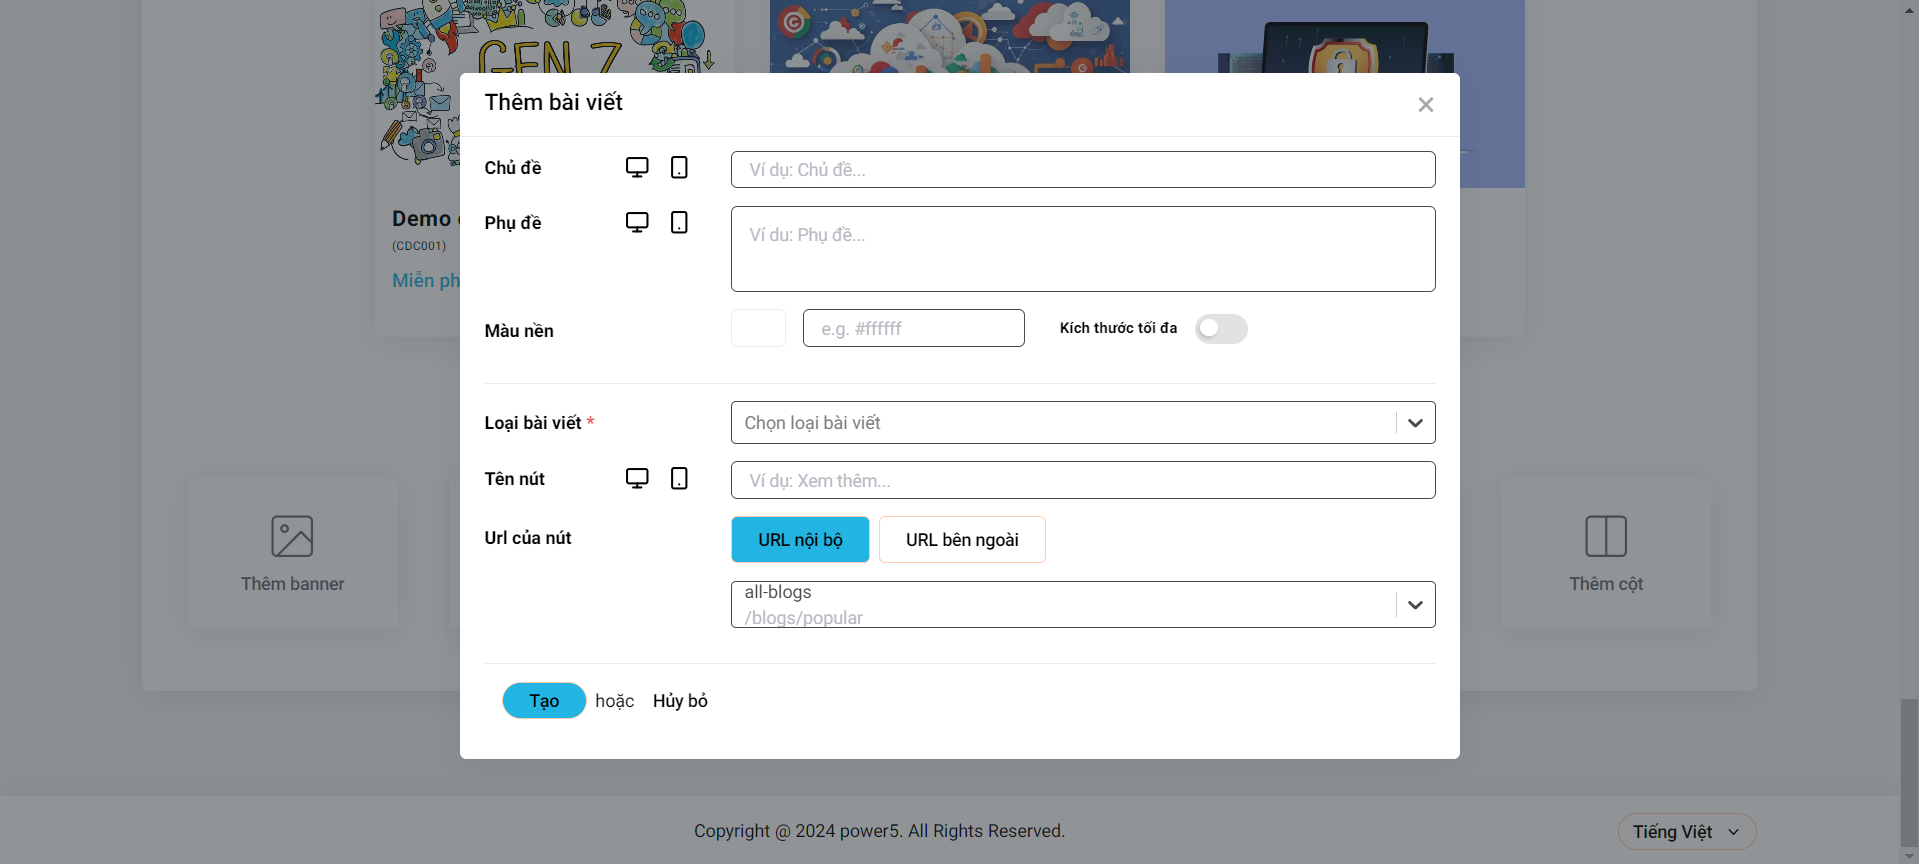 GEN Z
Thêm bài viết
Chủ đề
Ví dụ: Chủ đề...
Phụ đề
Ví du: Phụ đề...
Màu nền
e.g. #ffffff
Kích thước tối đa
Loại bài viết *
Chọn loại bài viết
Tên nút
Ví dụ: Xem thêm...
Url của nút
URL nội bộ
URL bên ngoài
all-blogs
/blogs/popular
Tạo hoặc Hủy bỏ
Demo
(CDC001)
Miễn ph
Thêm banner
Thêm cột
Copyright @ 2024 power5. All Rights Reserved.
Tiếng Việt